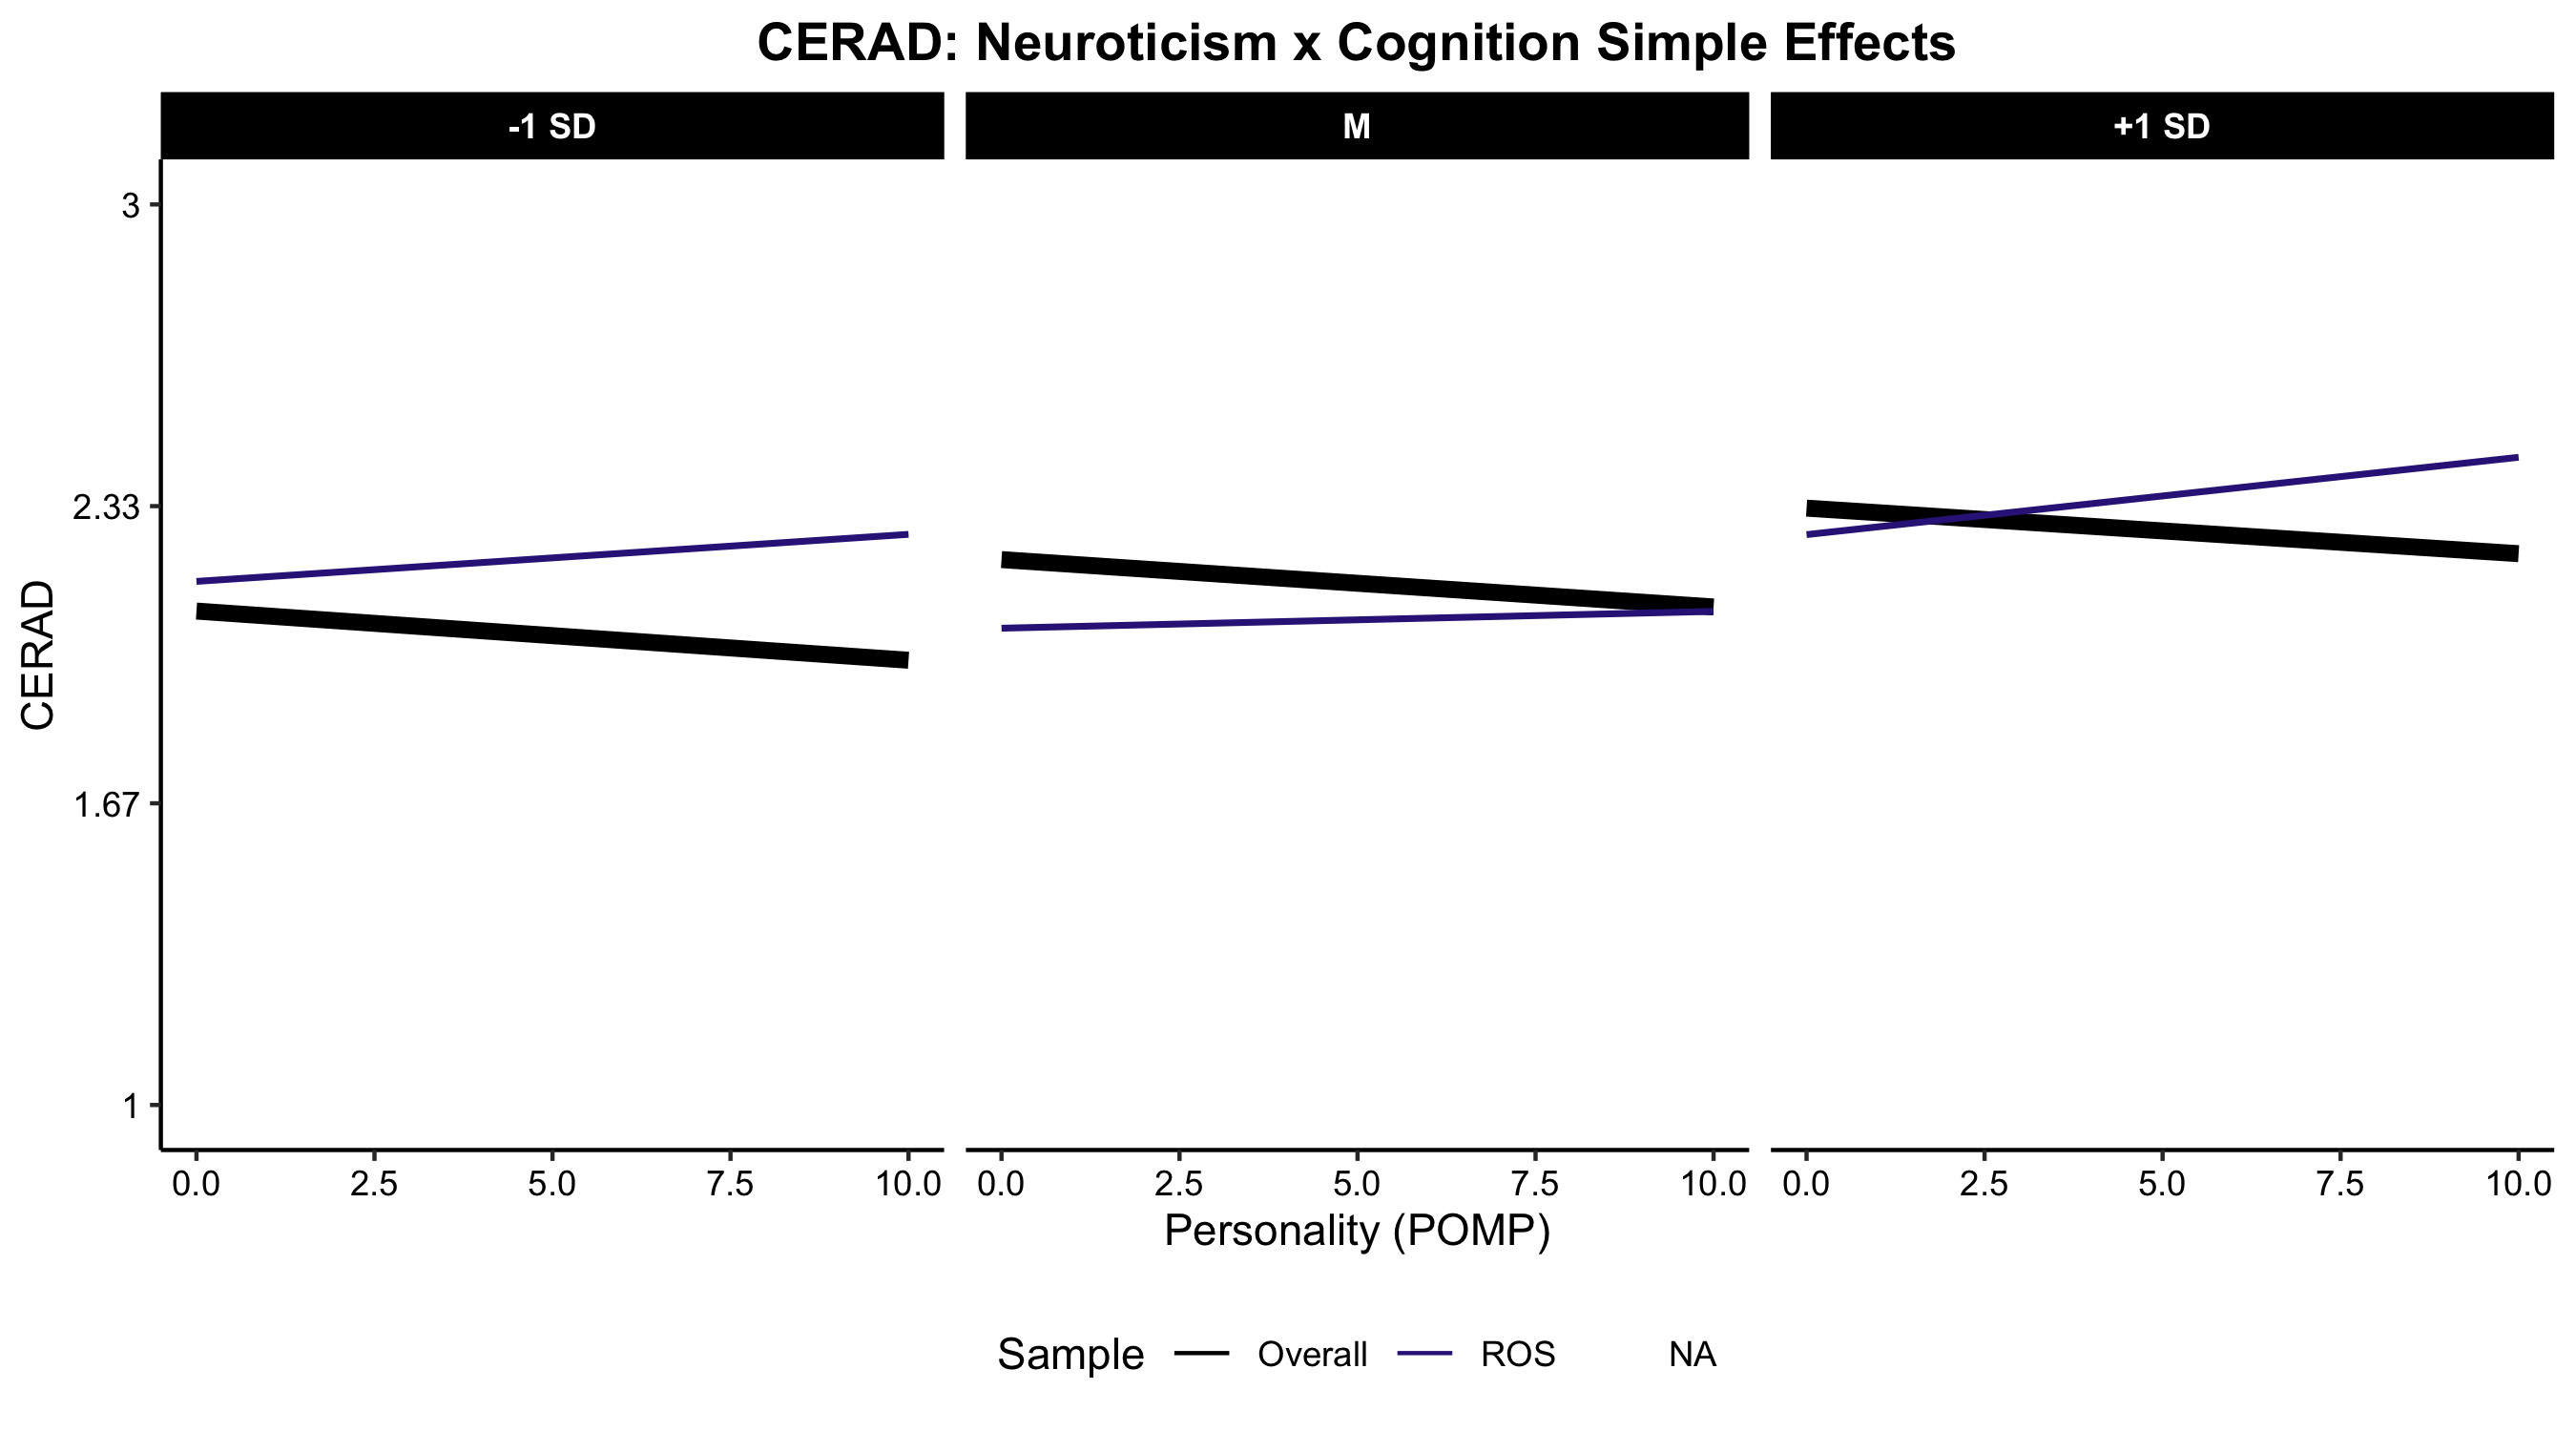 CERAD: Neuroticism x Cognition Simple Effects
-1 SD M +1 SD
3
2.33
1.67
1
CERAD
0.0 2.5 5.0 7.5 10.0 0.0 2.5 5.0 7.5 10.0 0.0 2.5 5.0 7.5 10.0
Personality (POMP)
Sample Overall ROS NA